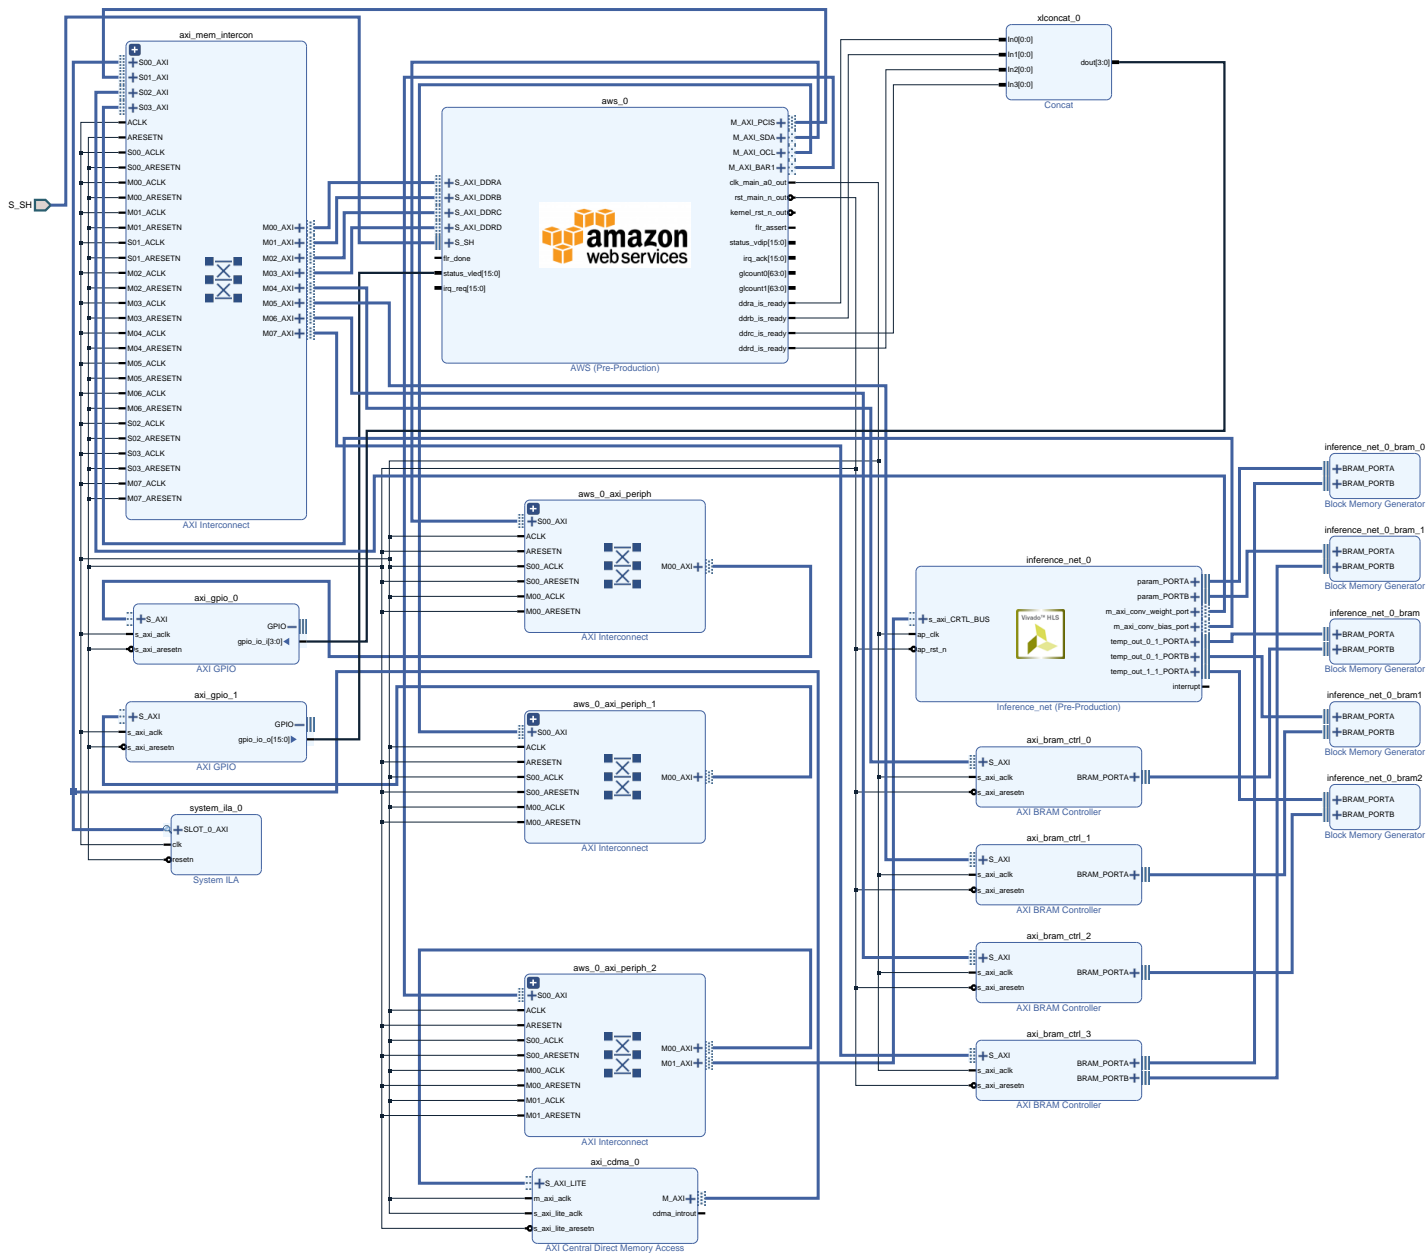 S_SH
axi_mem_intercon
S00_AXI
S01_AXI
S02_AXI
S03_AXI
ACLK
ARESETN
S00_ACLK
S00_ARESETN
M00_ACLK
M00_ARESETN
M01_ACLK
M01_ARESETN
S01_ACLK
S01_ARESETN
M02_ACLK
M02_ARESETN
M03_ACLK
M03_ARESETN
M04_ACLK
M04_ARESETN
M05_ACLK
M05_ARESETN
M06_ACLK
M06_ARESETN
S02_ACLK
S02_ARESETN
S03_ACLK
S03_ARESETN
M07_ACLK
M07_ARESETN
M00_AXI
M01_AXI
M02_AXI
M03_AXI
M04_AXI
M05_AXI
M06_AXI
M07_AXI
AXI Interconnect
aws_0
S_AXI_DDRA
S_AXI_DDRB
S_AXI_DDRC
S_AXI_DDRD
S_SH
flr_done
status_vled[15:0]
irq_req[15:0]
amazon
web services
M_AXI_PCIS
M_AXI_SDA
M_AXI_OCL
M_AXI_BAR1
clk_main_a0_out
rst_main_n_out
kernel_rst_n_out
flr_assert
status_vdip[15:0]
irq_ack[15:0]
glcount0[63:0]
glcount1[63:0]
ddra_is_ready
ddrb_is_ready
ddrc_is_ready
ddrd_is_ready
AWS (Pre-Production)
xlconcat_0
In0[0:0]
In1[0:0]
In2[0:0]
In3[0:0]
dout[3:0]
Concat
axi_gpio_0
S_AXI
s_axi_aclk
s_axi_aresetn
GPIO
gpio_io_i[3:0]
AXI GPIO
axi_gpio_1
S_AXI
s_axi_aclk
s_axi_aresetn
GPIO
gpio_io_o[15:0]
AXI GPIO
system_ila_0
SLOT_0_AXI
clk
resetn
System ILA
aws_0_axi_periph
S00_AXI
ACLK
ARESETN
S00_ACLK
S00_ARESETN
M00_ACLK
M00_ARESETN
M00_AXI
AXI Interconnect
aws_0_axi_periph_1
S00_AXI
ACLK
ARESETN
S00_ACLK
S00_ARESETN
M00_ACLK
M00_ARESETN
M00_AXI
AXI Interconnect
aws_0_axi_periph_2
S00_AXI
ACLK
ARESETN
S00_ACLK
S00_ARESETN
M00_ACLK
M00_ARESETN
M01_ACLK
M01_ARESETN
M00_AXI
M01_AXI
AXI Interconnect
axi_cdma_0
S_AXI_LITE
m_axi_aclk
s_axi_lite_aclk
s_axi_lite_aresetn
M_AXI
cdma_introut
AXI Central Direct Memory Access
inference_net_0
s_axi_CRTL_BUS
ap_clk
ap_rst_n
Vivado™ HLS
param_PORTA
param_PORTB
m_axi_conv_weight_port
m_axi_conv_bias_port
temp_out_0_1_PORTA
temp_out_0_1_PORTB
temp_out_1_1_PORTA
interrupt
Inference_net (Pre-Production)
axi_bram_ctrl_0
S_AXI
s_axi_aclk
s_axi_aresetn
BRAM_PORTA
AXI BRAM Controller
axi_bram_ctrl_1
S_AXI
s_axi_aclk
s_axi_aresetn
BRAM_PORTA
AXI BRAM Controller
axi_bram_ctrl_2
S_AXI
s_axi_aclk
s_axi_aresetn
BRAM_PORTA
AXI BRAM Controller
axi_bram_ctrl_3
S_AXI
s_axi_aclk
s_axi_aresetn
BRAM_PORTA
BRAM_PORTB
AXI BRAM Controller
inference_net_0_bram_0
BRAM_PORTA
BRAM_PORTB
Block Memory Generator
inference_net_0_bram_1
BRAM_PORTA
BRAM_PORTB
Block Memory Generator
inference_net_0_bram
BRAM_PORTA
BRAM_PORTB
Block Memory Generator
inference_net_0_bram1
BRAM_PORTA
BRAM_PORTB
Block Memory Generator
inference_net_0_bram2
BRAM_PORTA
BRAM_PORTB
Block Memory Generator